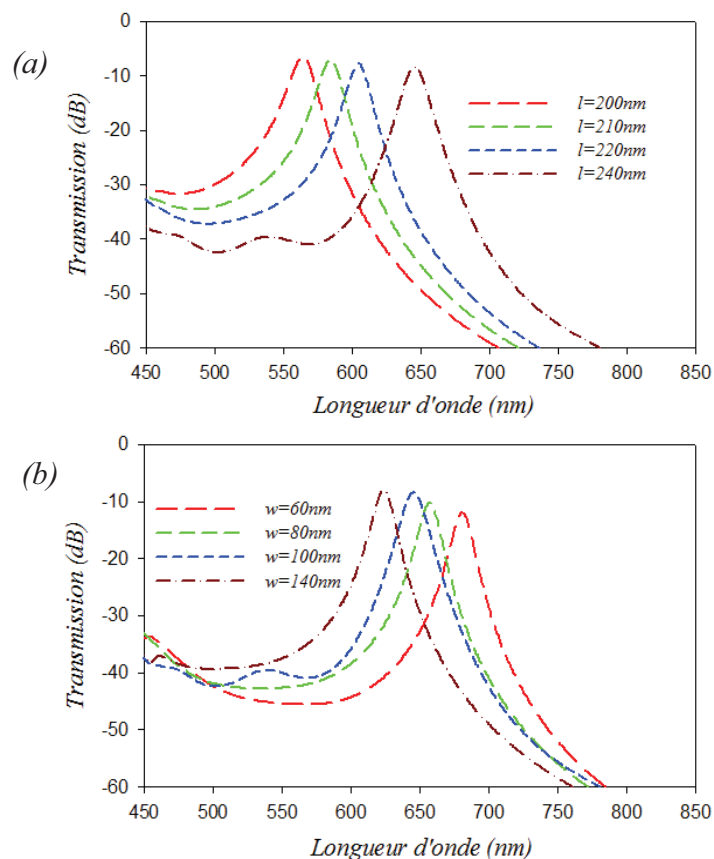 (a)
Transmission (dB)
0
-10
-20
-30
-40
-50
-60
l=200nm
l=210nm
l=220nm
l=240nm
450 500 550 600 650 700 750 800 850
Longueur d'onde (nm)
(b)
Transmission (dB)
0
-10
-20
-30
-40
-50
-60
w=60nm
w=80nm
w=100nm
w=140nm
450 500 550 600 650 700 750 800 850
Longueur d'onde (nm)